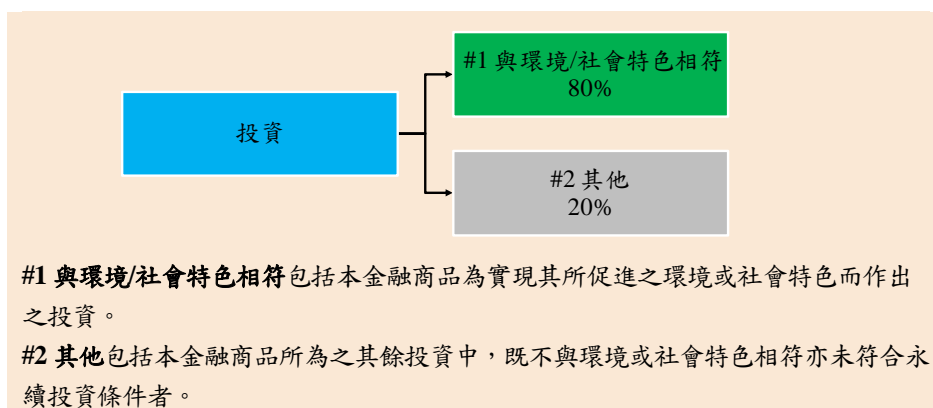 #1 與環境/社會特色相符
80%
投資
#2 其他
20%
#1 與環境/社會特色相符包括本金融商品為實現其所促進之環境或社會特色而作出
之投資。
#2 其他包括本金融商品所為之其餘投資中，既不與環境或社會特色相符亦未符合永
續投資條件者。